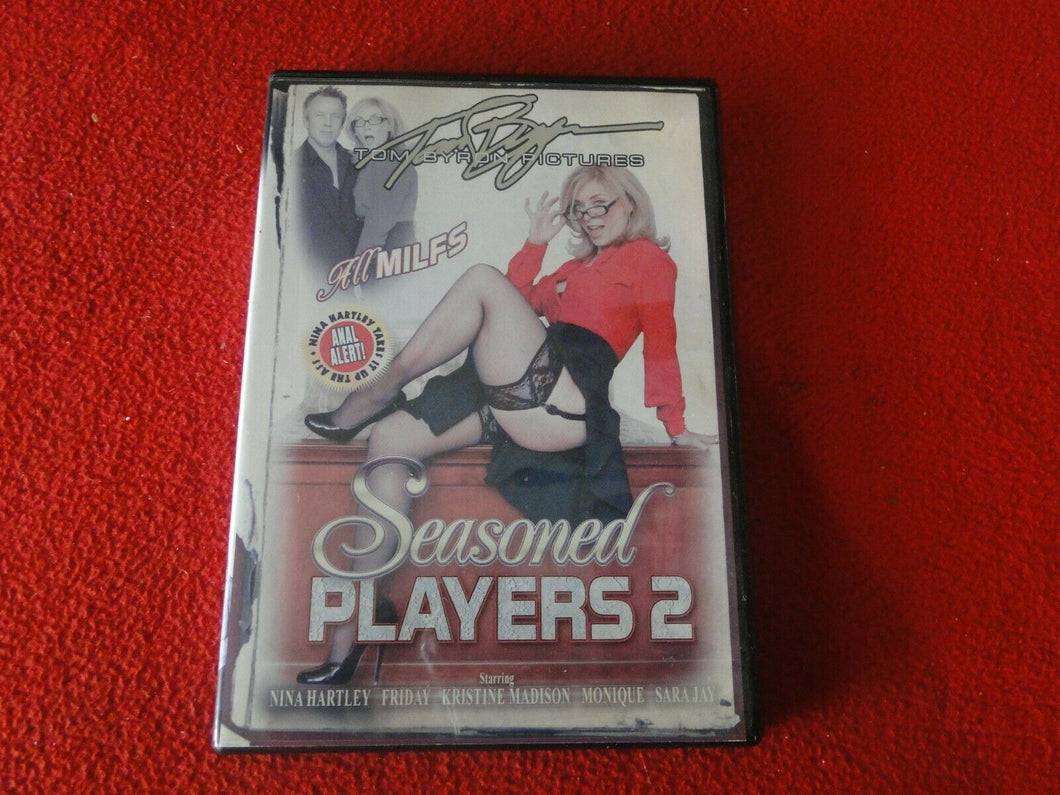 Tom Byron
TOM BYRON PICTURES
All MILFS
NINA HARTLEY TAKES IT UP THE ASS •
ANAL
ALERT!
Seasoned
PLAYERS 2
Starring
NINA HARTLEY FRIDAY KRISTINE MADISON MONIQUE SARA JAY